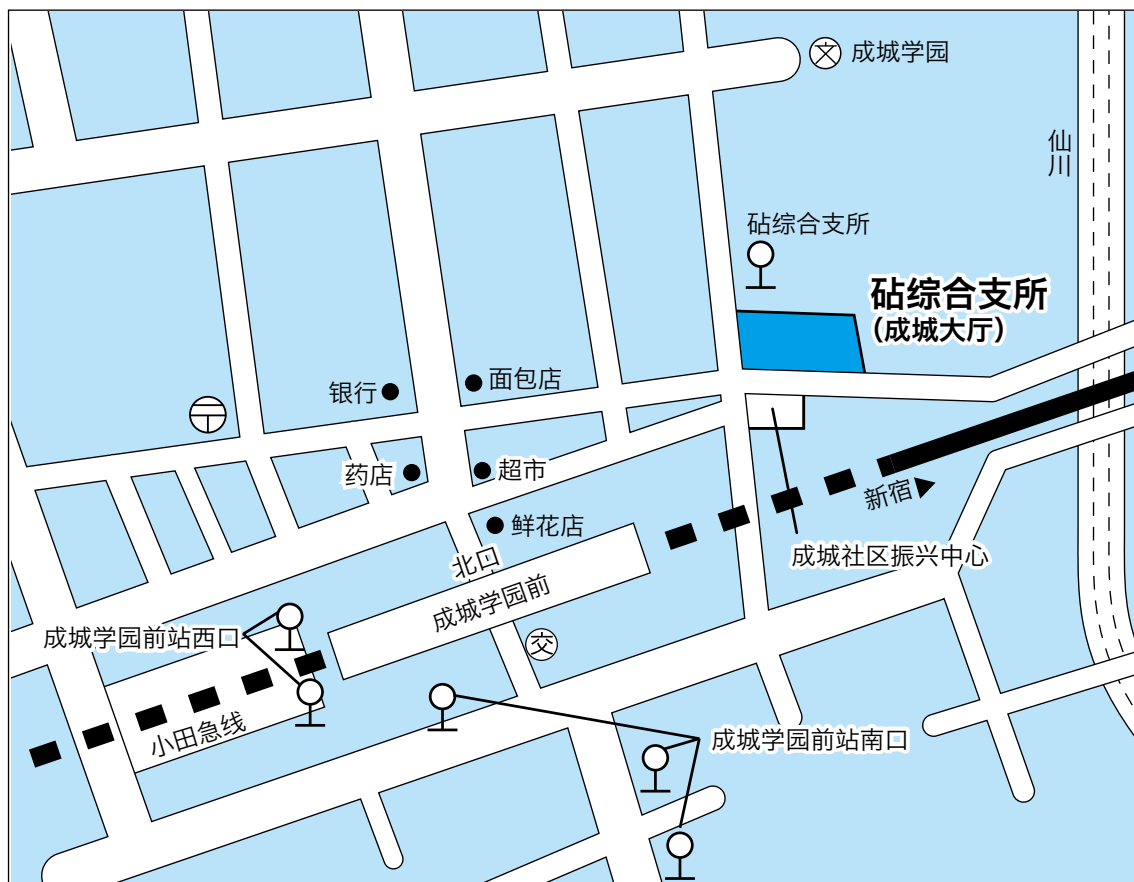 文
成城学园
仙川
砧综合支所
砧综合支所
（成城大厅）
面包店
银行
超市
药店
新宿
鲜花店
成城社区振兴中心
北口
成城学园前
交
成城学园前站西口
小田急线
成城学园前站南口